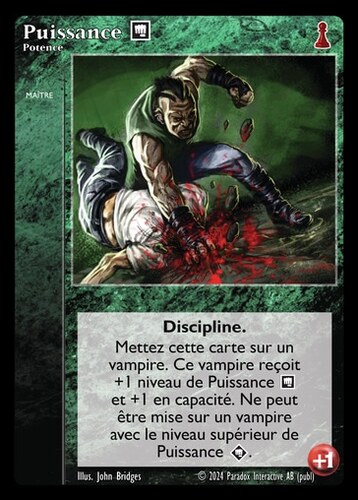 Puissance
Potence
MAÎTRE
Discipline.
Mettez cette carte sur un
vampire. Ce vampire reçoit
+1 niveau de Puissance
et +1 en capacité. Ne peut
être mise sur un vampire
avec le niveau supérieur de
Puissance .
+1
Illus. John Bridges
© 2024 Paradox Interactive AB (publ)